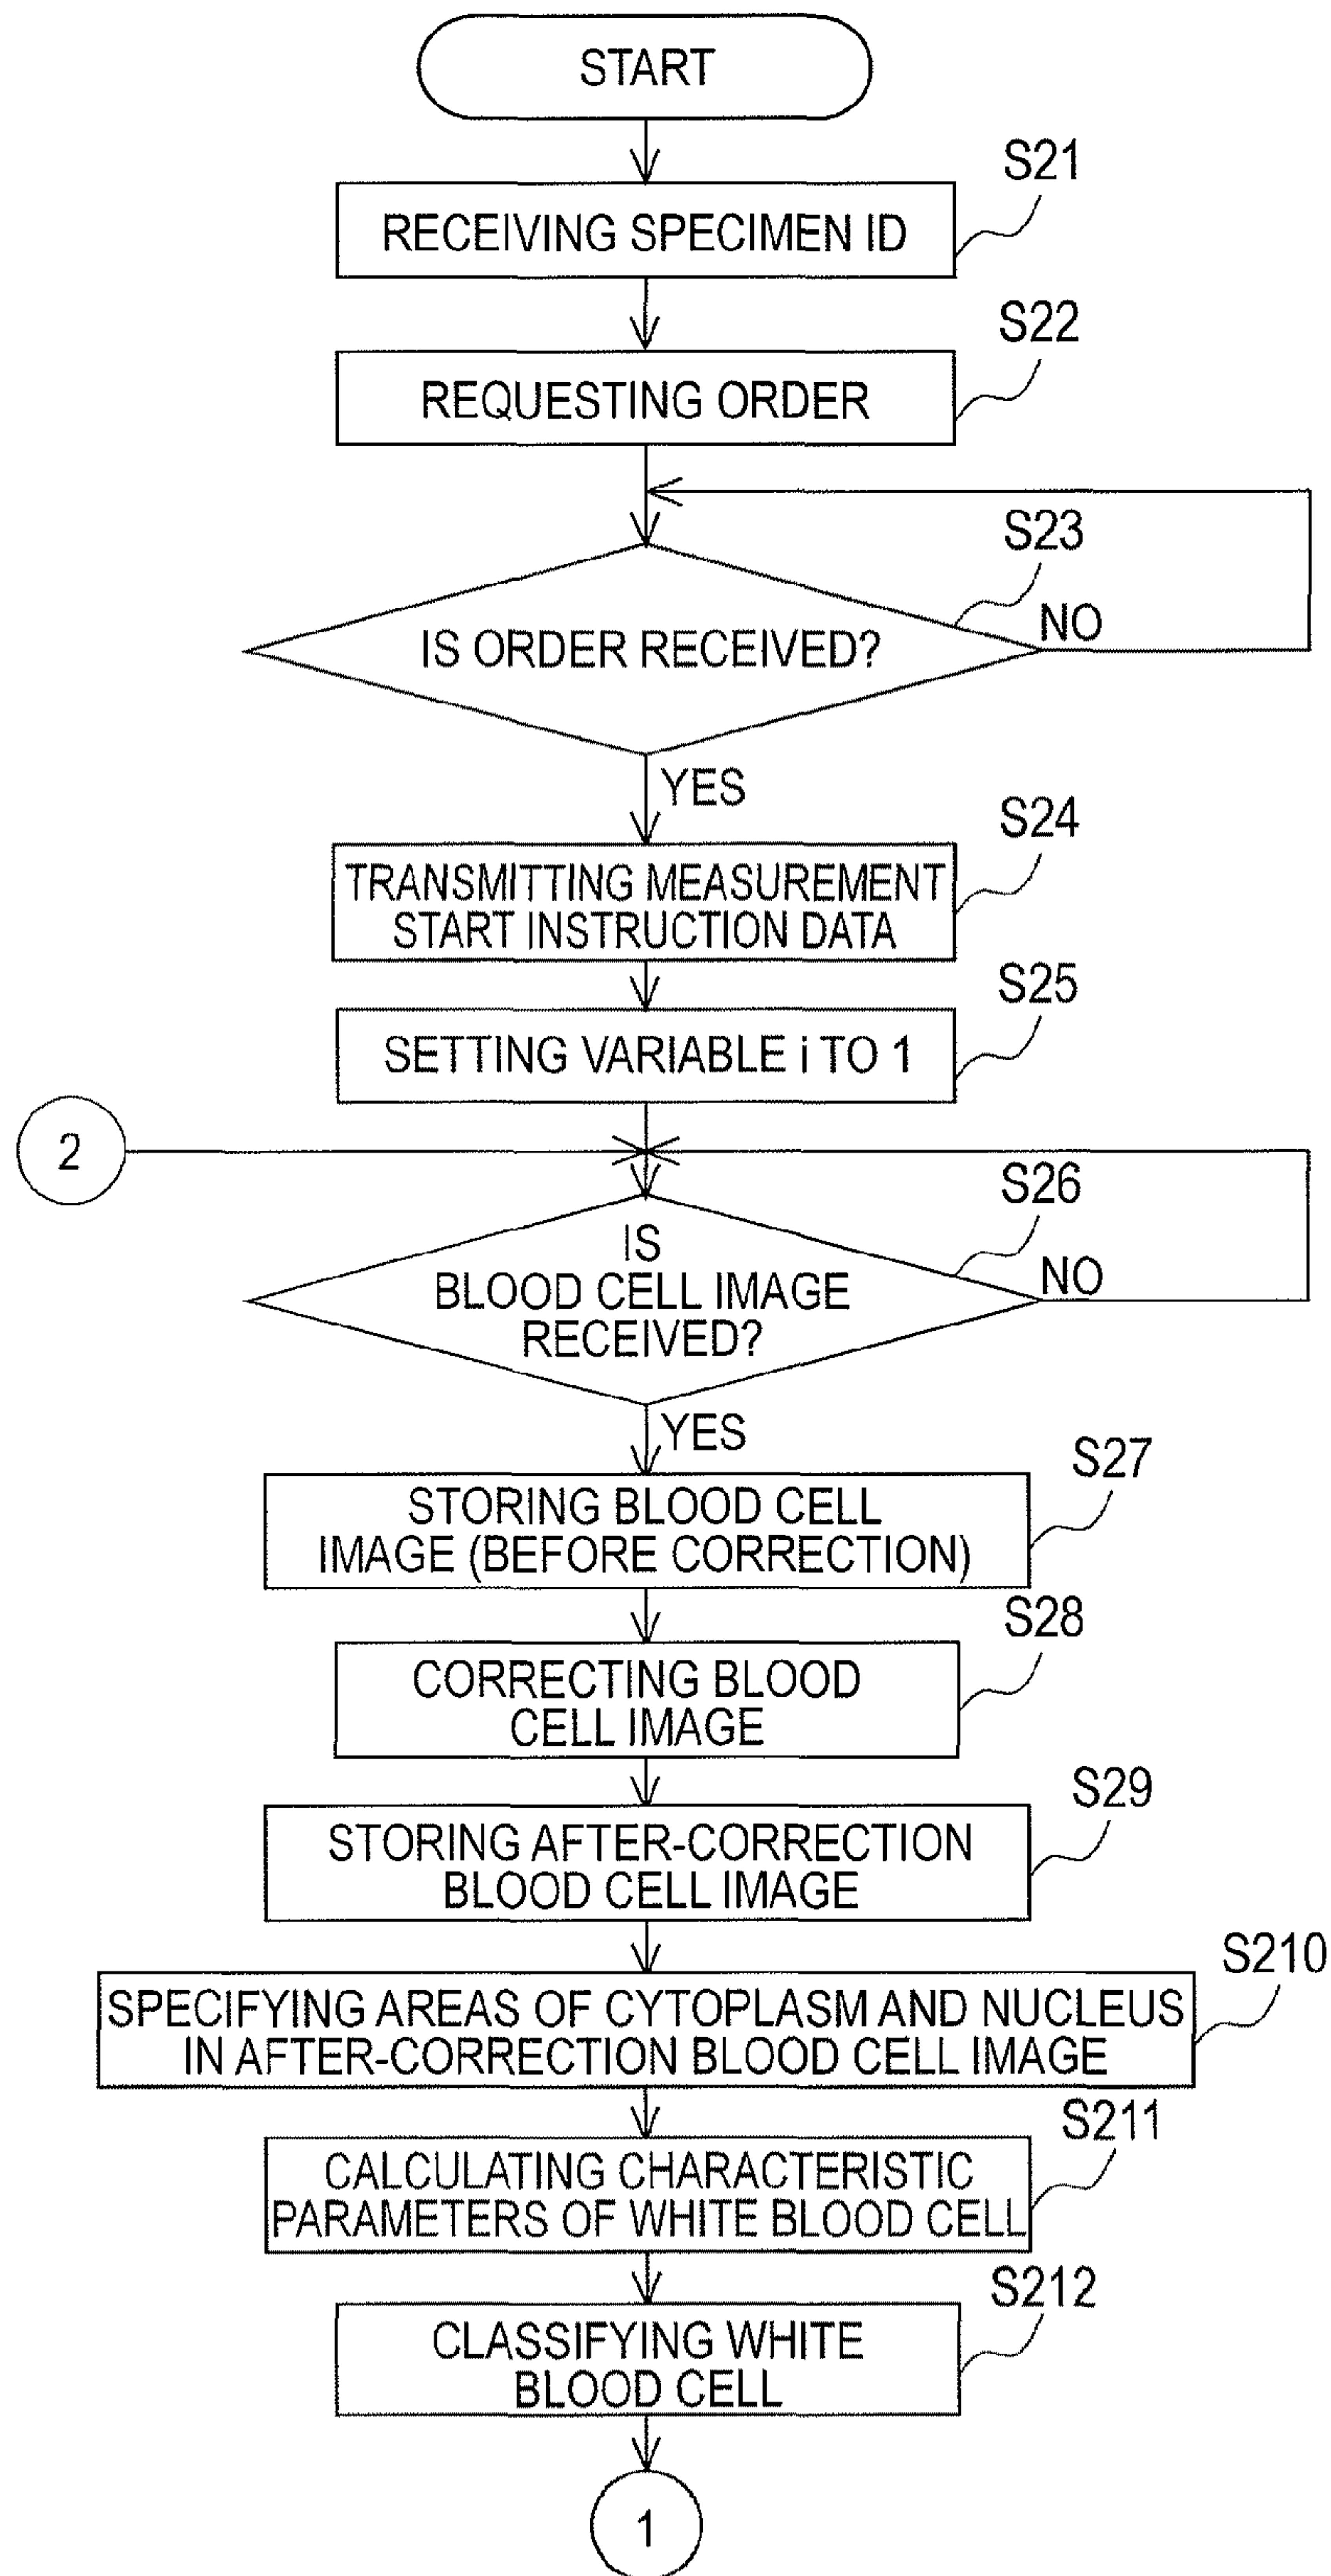 START
S21
RECEIVING SPECIMEN ID
S22
REQUESTING ORDER
S23
IS ORDER RECEIVED?
NO
YES
S24
TRANSMITTING MEASUREMENT
START INSTRUCTION DATA
S25
SETTING VARIABLE i TO 1
2
S26
IS
BLOOD CELL IMAGE
RECEIVED?
NO
YES
S27
STORING BLOOD CELL
IMAGE (BEFORE CORRECTION)
S28
CORRECTING BLOOD
CELL IMAGE
S29
STORING AFTER-CORRECTION
BLOOD CELL IMAGE
S210
SPECIFYING AREAS OF CYTOPLASM AND NUCLEUS
IN AFTER-CORRECTION BLOOD CELL IMAGE
S211
CALCULATING CHARACTERISTIC
PARAMETERS OF WHITE BLOOD CELL
S212
CLASSIFYING WHITE
BLOOD CELL
1